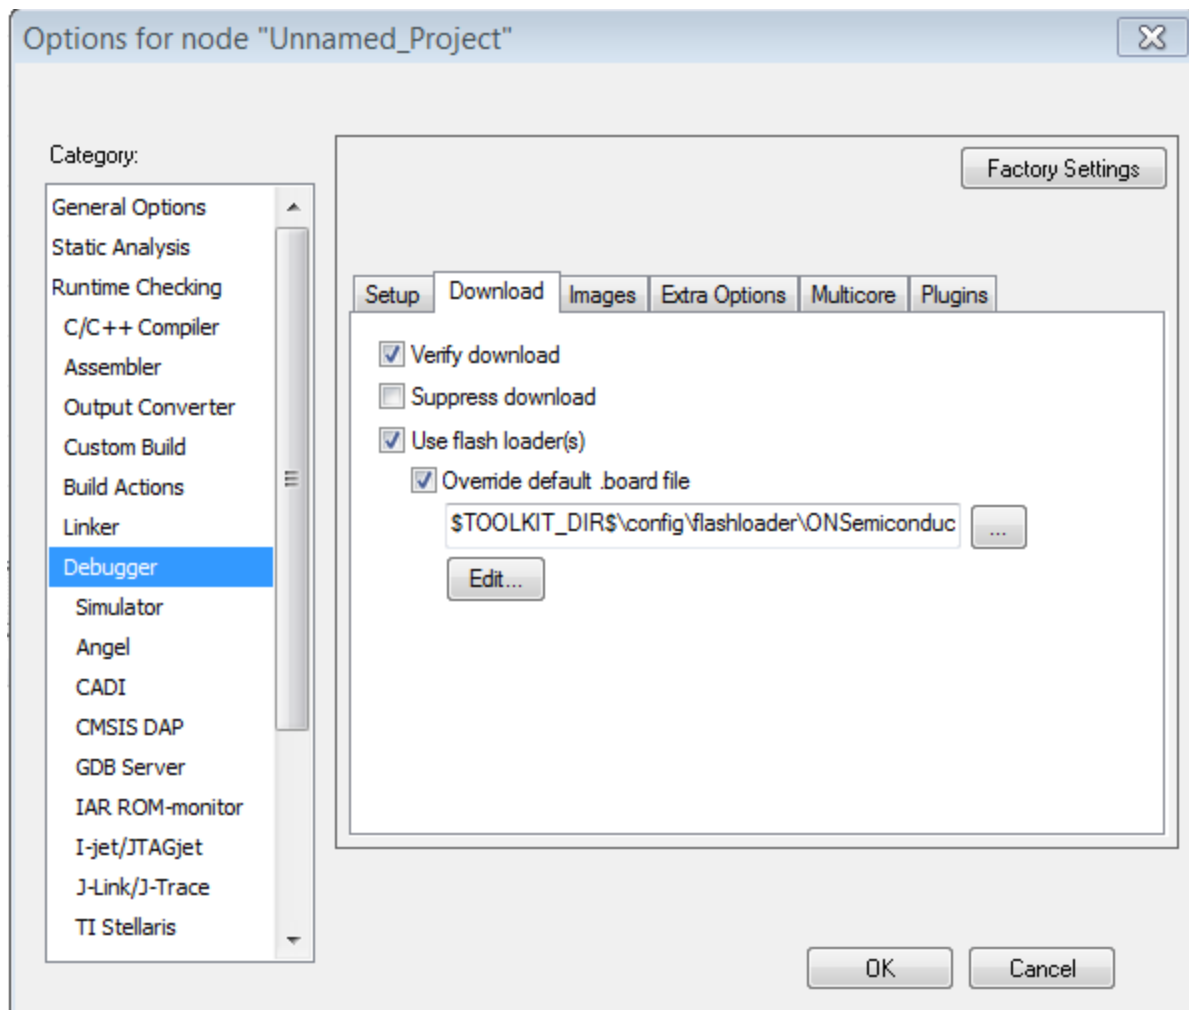 Options for node "Unnamed_Project"
Category:
Factory Settings
General Options
Static Analysis
Runtime Checking
C/C++ Compiler
Assembler
Output Converter
Custom Build
Build Actions
Linker
Debugger
Simulator
Angel
CADI
CMSIS DAP
GDB Server
IAR ROM-monitor
I-jet/JTAGjet
J-Link/J-Trace
TI Stellaris
Setup Download Images Extra Options Multicore Plugins
Verify download
Suppress download
Use flash loader(s)
Override default .board file
$TOOLKIT_DIR$\config\flashloader\ONSemiconduc ...
Edit...
OK Cancel